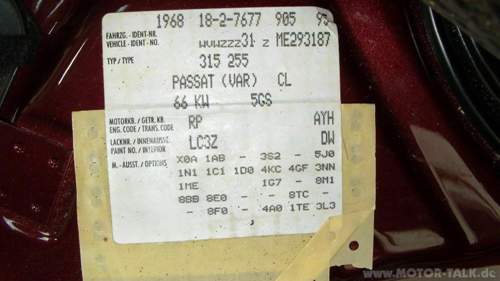 1968 18-2-7677 905 95
FAHRZG.-IDENT-NR.
VEHICLE-IDENT-NO. WVWZZZ31 Z ME293187
TYP / TYPE 315 255
PASSAT (VAR) CL
66 KW 5GS
MOTORKB. / GETR. KB.
ENG. CODE / TRANS. CODE RP AYH
LACKNR. / INNENAUSST.
PAINT NO. / INTERIOR LC3Z DW
M.-AUSST. / OPTIONS X0A 1AB - 3S2 - 5J0
1N1 1C1 1D0 4KC 4GF 3NN
1ME 1G7 - 8M1
8BB 8E0 - - 8TC -
- 8F0 - 4A0 1TE 3L3
J
www.MOTOR-TALK.de